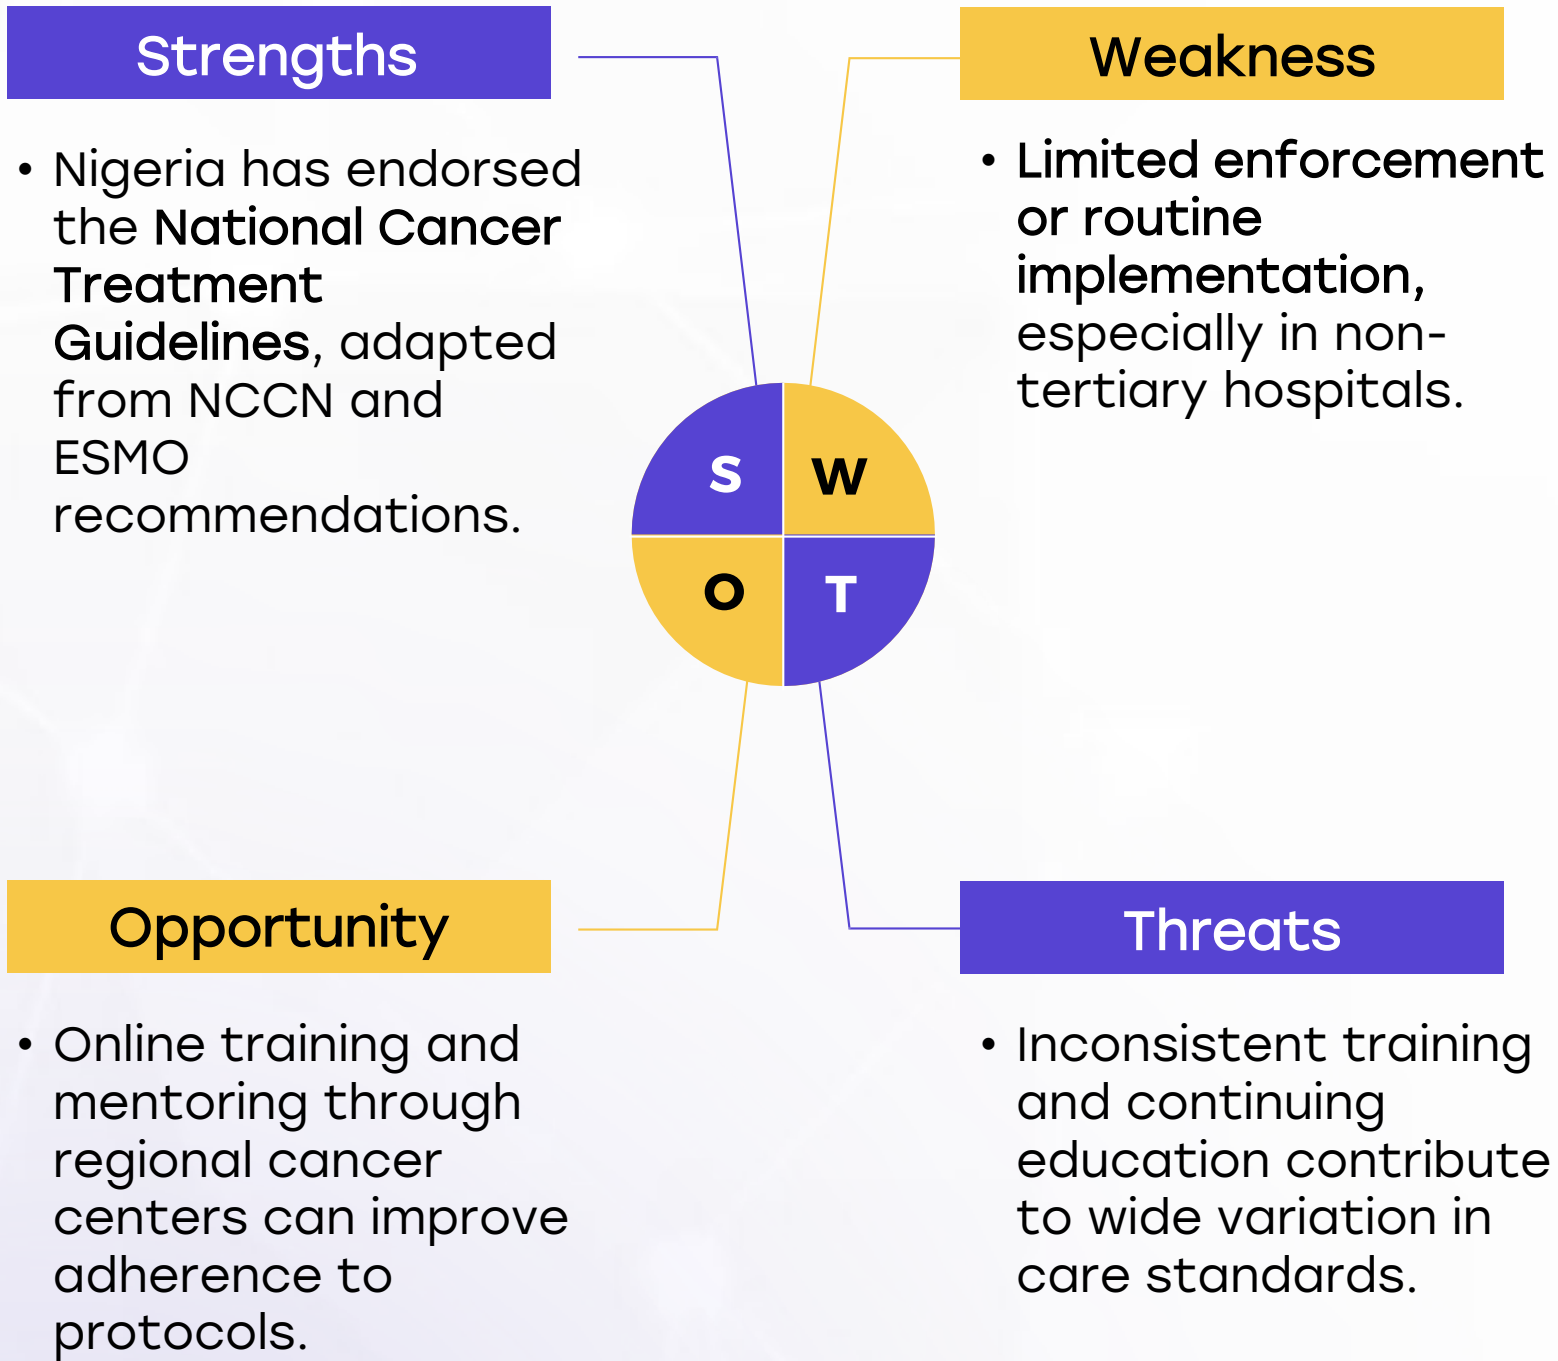 Strengths
• Nigeria has endorsed
the National Cancer
Treatment
Guidelines, adapted
from NCCN and
ESMO
recommendations.
Weakness
• Limited enforcement
or routine
implementation,
especially in non-
tertiary hospitals.
S
W
O
T
Opportunity
• Online training and
mentoring through
regional cancer
centers can improve
adherence to
protocols.
Threats
• Inconsistent training
and continuing
education contribute
to wide variation in
care standards.